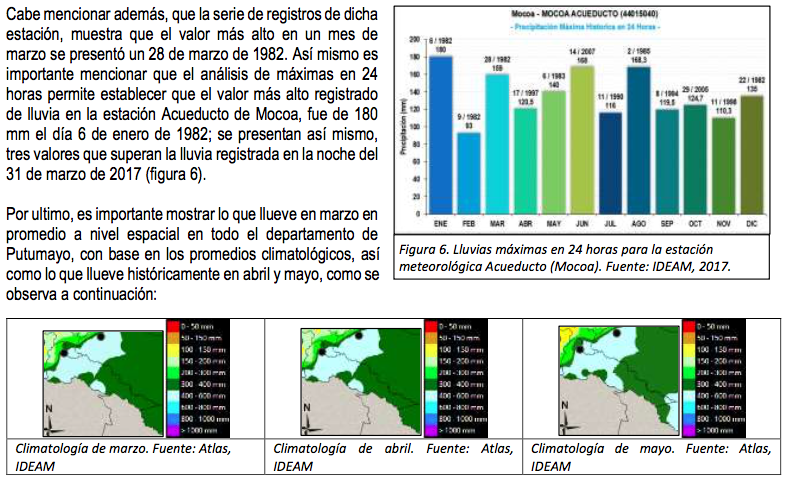 Cabe mencionar además, que la serie de registros de dicha
estación, muestra que el valor más alto en un mes de
marzo se presentó un 28 de marzo de 1982. Así mismo es
importante mencionar que el análisis de máximas en 24
horas permite establecer que el valor más alto registrado
de lluvia en la estación Acueducto de Mocoa, fue de 180
mm el día 6 de enero de 1982; se presentan así mismo,
tres valores que superan la lluvia registrada en la noche del
31 de marzo de 2017 (figura 6).
Por ultimo, es importante mostrar lo que llueve en marzo en
promedio a nivel espacial en todo el departamento de
Putumayo, con base en los promedios climatológicos, así
como lo que llueve históricamente en abril y mayo, como se
observa a continuación:
Mocoa - MOCOA ACUEDUCTO (44015040)
- Precipitación Máxima Historica en 24 Horas -
Precipitación (mm)
200
180
160
140
120
100
80
60
40
20
0
6 / 1982
180
9 / 1982
93
28 / 1982
159
17 / 1997
120,5
6 / 1983
140
14 / 2007
168
11 / 1990
116
2 / 1985
168,3
8 / 1994
119,5
29 / 2005
124,7
11 / 1998
110,3
22 / 1982
135
ENE FEB MAR ABR MAY JUN JUL AGO SEP OCT NOV DIC
Figura 6. Lluvias máximas en 24 horas para la estación
meteorológica Acueducto (Mocoa). Fuente: IDEAM, 2017.
N
0 - 50 mm
50 - 150 mm
100 - 150 mm
150 - 200 mm
200 - 300 mm
300 - 400 mm
400 - 600 mm
600 - 800 mm
800 - 1000 mm
> 1000 mm
Climatología de marzo. Fuente: Atlas,
IDEAM
N
0 - 50 mm
50 - 150 mm
100 - 150 mm
150 - 200 mm
200 - 300 mm
300 - 400 mm
400 - 600 mm
600 - 800 mm
800 - 1000 mm
> 1000 mm
Climatología de abril. Fuente: Atlas,
IDEAM
N
0 - 50 mm
50 - 150 mm
100 - 150 mm
150 - 200 mm
200 - 300 mm
300 - 400 mm
400 - 600 mm
600 - 800 mm
800 - 1000 mm
> 1000 mm
Climatología de mayo. Fuente: Atlas,
IDEAM